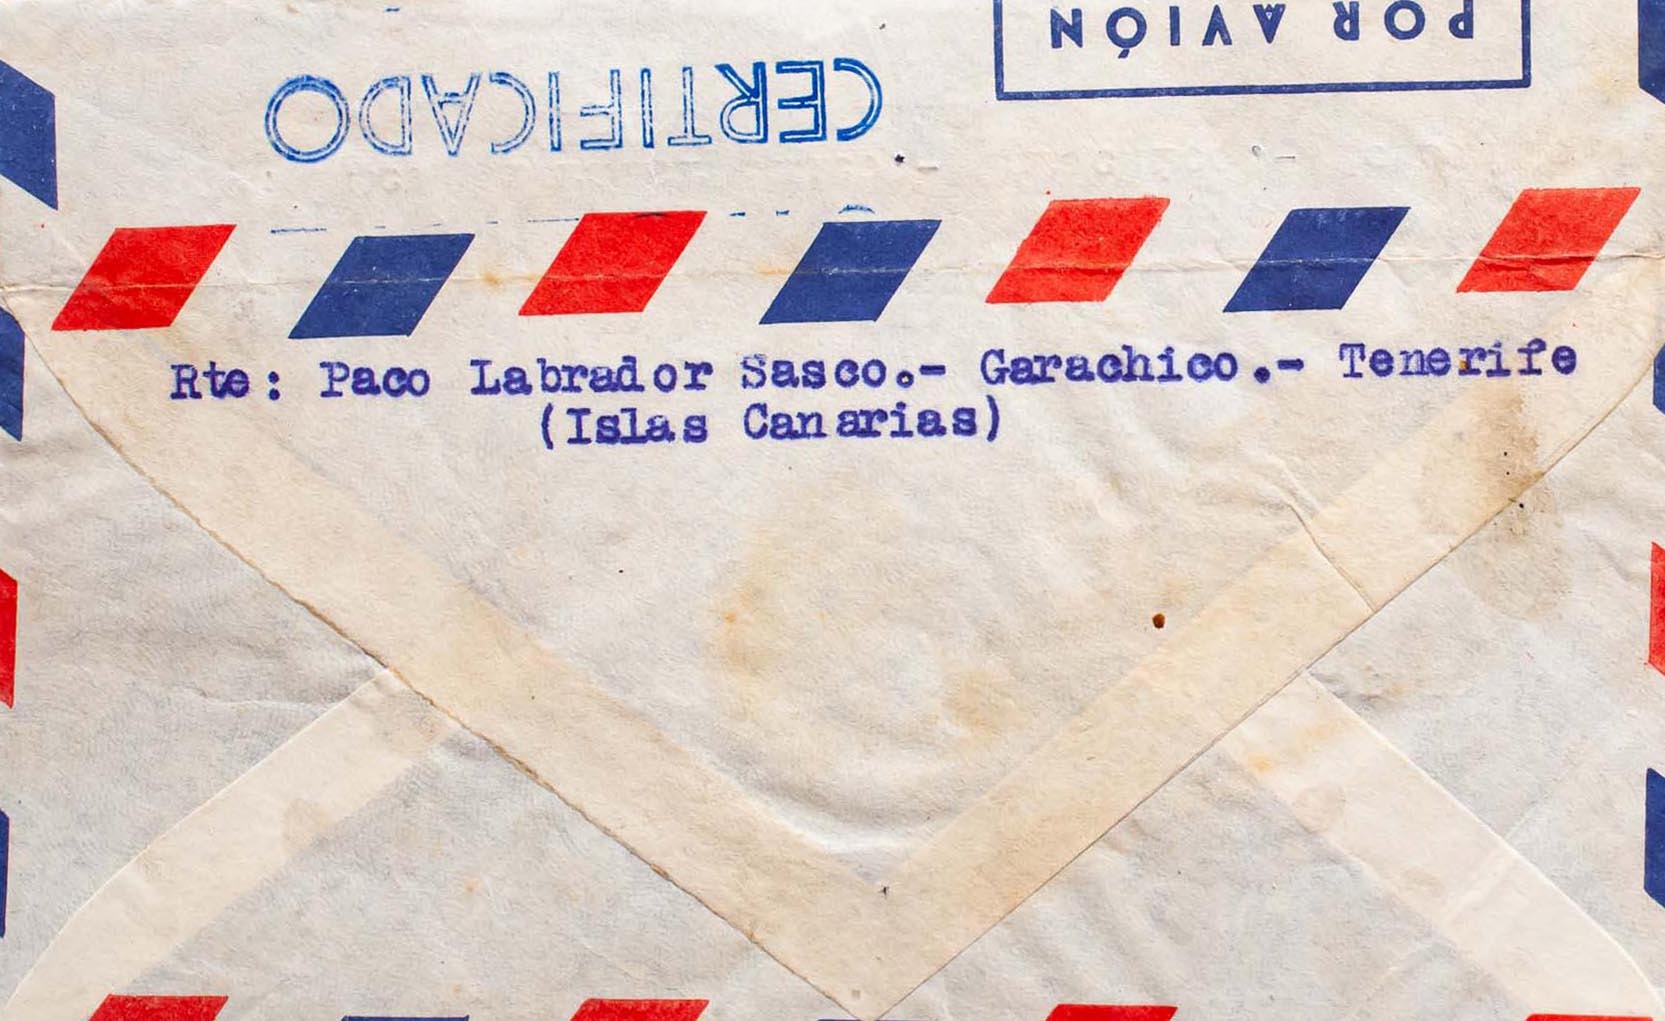 POR AVIÓN
CERTIFICADO
Rte: Paco Labrador Sasco.- Garachico.- Tenerife
(Islas Canarias)